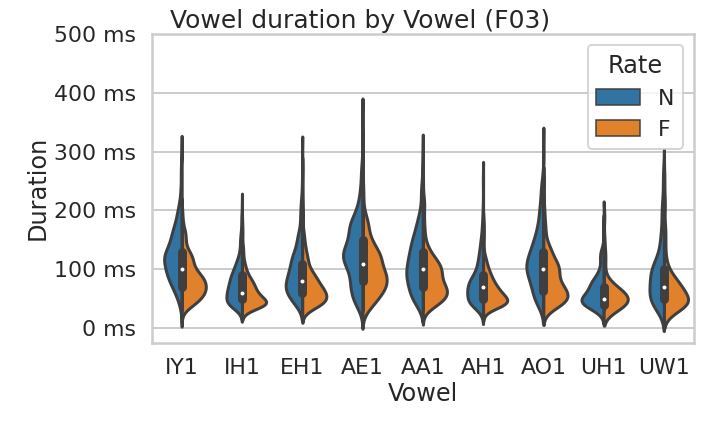 Vowel duration by Vowel (F03)
500 ms
400 ms
300 ms
200 ms
100 ms
0 ms
Duration
Rate
N
F
IY1 IH1 EH1 AE1 AA1 AH1 AO1 UH1 UW1
Vowel